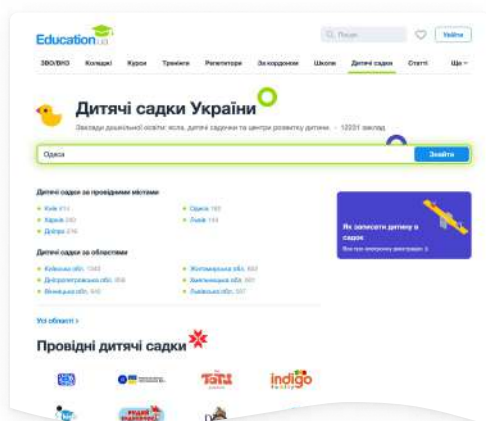 Education.ua
Пошук
Увійти
ЗВО/ВНЗ Коледжі Курси Тренінги Репетитори За кордоном Школи Дитячі садки Статті Ще
Дитячі садки України
Заклади дошкільної освіти: ясла, дитячі садочки та центри розвитку дитини. – 12231 заклад
Одеса
Знайти
Дитячі садки за провідними містами
Київ
Харків
Дніпро
Одеса
Львів
Як записати дитину в садок
Дитячі садки за областями
Київська обл.
Дніпропетровська обл.
Вінницька обл.
Житомирська обл.
Хмельницька обл.
Львівська обл.
Усі області >
Провідні дитячі садки
indigo